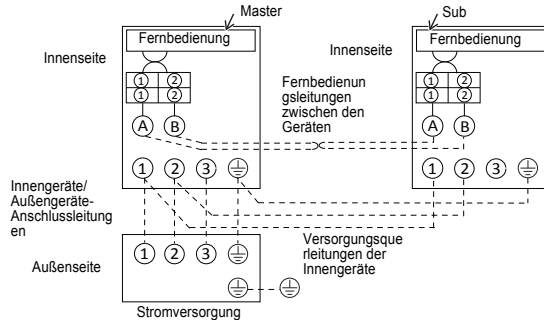 Master
Sub
Fernbedienung
Fernbedienung
Innenseite
Innenseite
1 2
1 2
1 2
1 2
Fernbedienun
gsleitungen
zwischen den
Geräten
A B
A B
1 2 3
1 2 3
Innengeräte/
Außengeräte-
Anschlussleitung
en
1 2 3
Versorgungsque
rleitungen der
Innengeräte
Außenseite
Stromversorgung